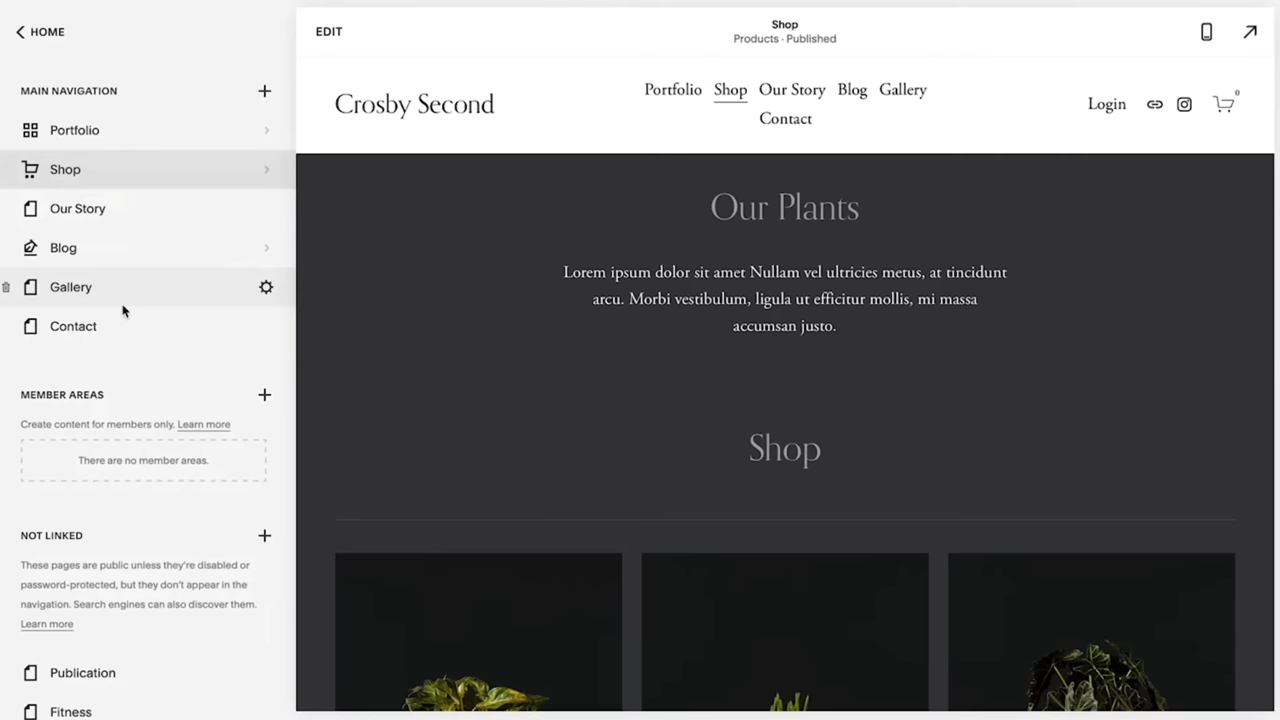 HOME
MAIN NAVIGATION
Portfolio
Shop
Our Story
Blog
Gallery
Contact
MEMBER AREAS
Create content for members only. Learn more
There are no member areas.
NOT LINKED
These pages are public unless they're disabled or
password-protected, but they don't appear in the
navigation. Search engines can also discover them.
Learn more
Publication
Fitness
EDIT
Shop
Products · Published
Crosby Second
Portfolio Shop Our Story Blog Gallery
Contact
Login
0
Our Plants
Lorem ipsum dolor sit amet Nullam vel ultricies metus, at tincidunt
arcu. Morbi vestibulum, ligula ut efficitur mollis, mi massa
accumsan justo.
Shop